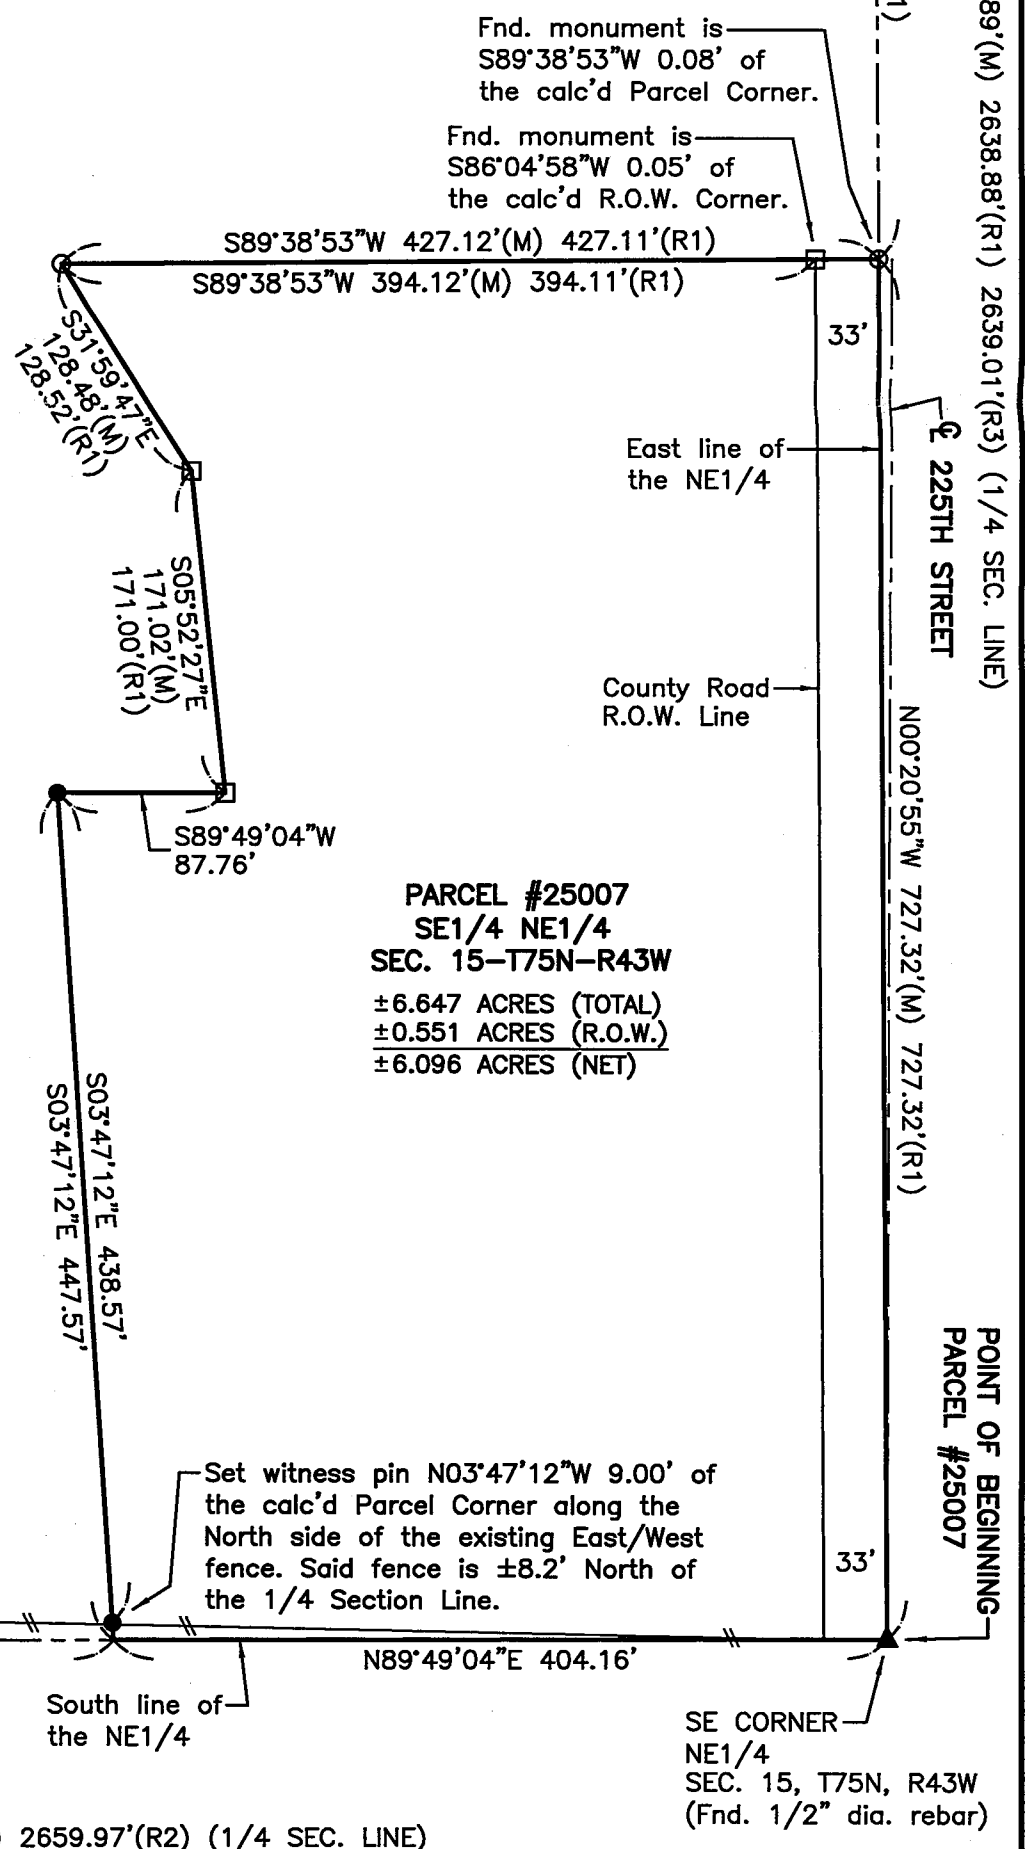 1)
89'(M) 2638.88'(R1) 2639.01'(R3) (1/4 SEC. LINE)
Fnd. monument is
S89°38'53"W 0.08' of
the calc'd Parcel Corner.
Fnd. monument is
S86°04'58"W 0.05' of
the calc'd R.O.W. Corner.
S89°38'53"W 427.12'(M) 427.11'(R1)
S89°38'53"W 394.12'(M) 394.11'(R1)
33'
S31°59'47"E
128.48'(M)
128.52'(R1)
℄ 225TH STREET
East line of
the NE1/4
S05°52'27"E
171.02'(M)
171.00'(R1)
County Road
R.O.W. Line
N00°20'55"W 727.32'(M) 727.32'(R1)
S89°49'04"W
87.76'
PARCEL #25007
SE1/4 NE1/4
SEC. 15-T75N-R43W
±6.647 ACRES (TOTAL)
±0.551 ACRES (R.O.W.)
±6.096 ACRES (NET)
S03°47'12"E 438.57'
S03°47'12"E 447.57'
POINT OF BEGINNING
PARCEL #25007
Set witness pin N03°47'12"W 9.00' of
the calc'd Parcel Corner along the
North side of the existing East/West
fence. Said fence is ±8.2' North of
the 1/4 Section Line.
33'
N89°49'04"E 404.16'
South line of
the NE1/4
SE CORNER
NE1/4
SEC. 15, T75N, R43W
(Fnd. 1/2" dia. rebar)
2659.97'(R2) (1/4 SEC. LINE)